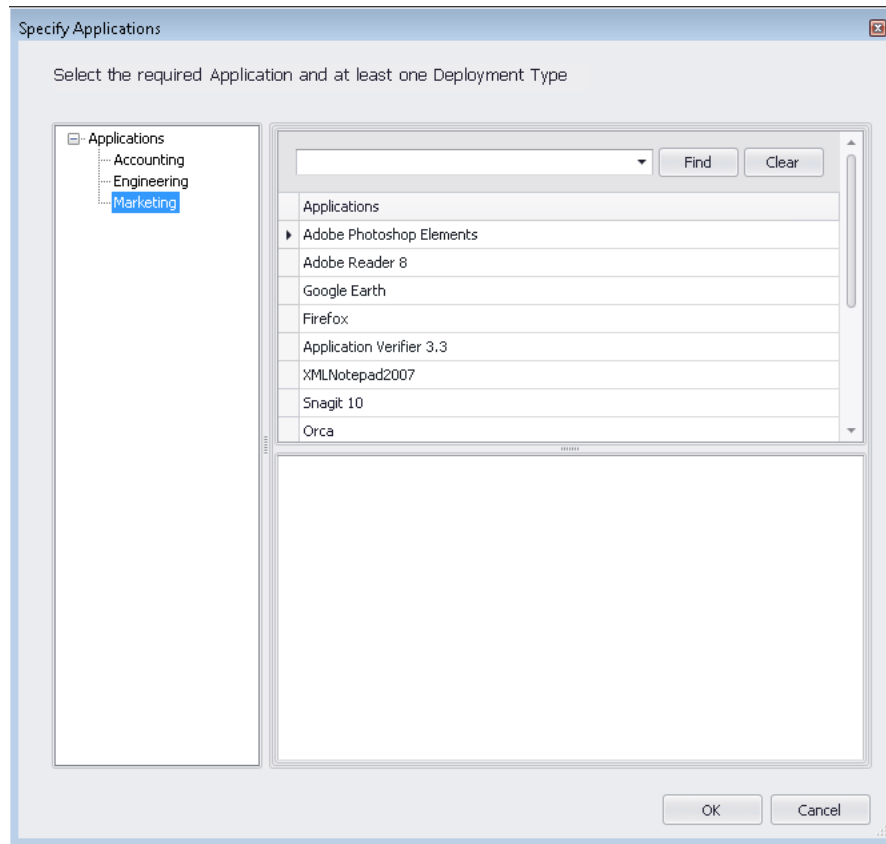 Specify Applications
Select the required Application and at least one Deployment Type
Applications
Accounting
Engineering
Marketing
Find
Clear
Applications
Adobe Photoshop Elements
Adobe Reader 8
Google Earth
Firefox
Application Verifier 3.3
XMLNotepad2007
Snagit 10
Orca
OK
Cancel